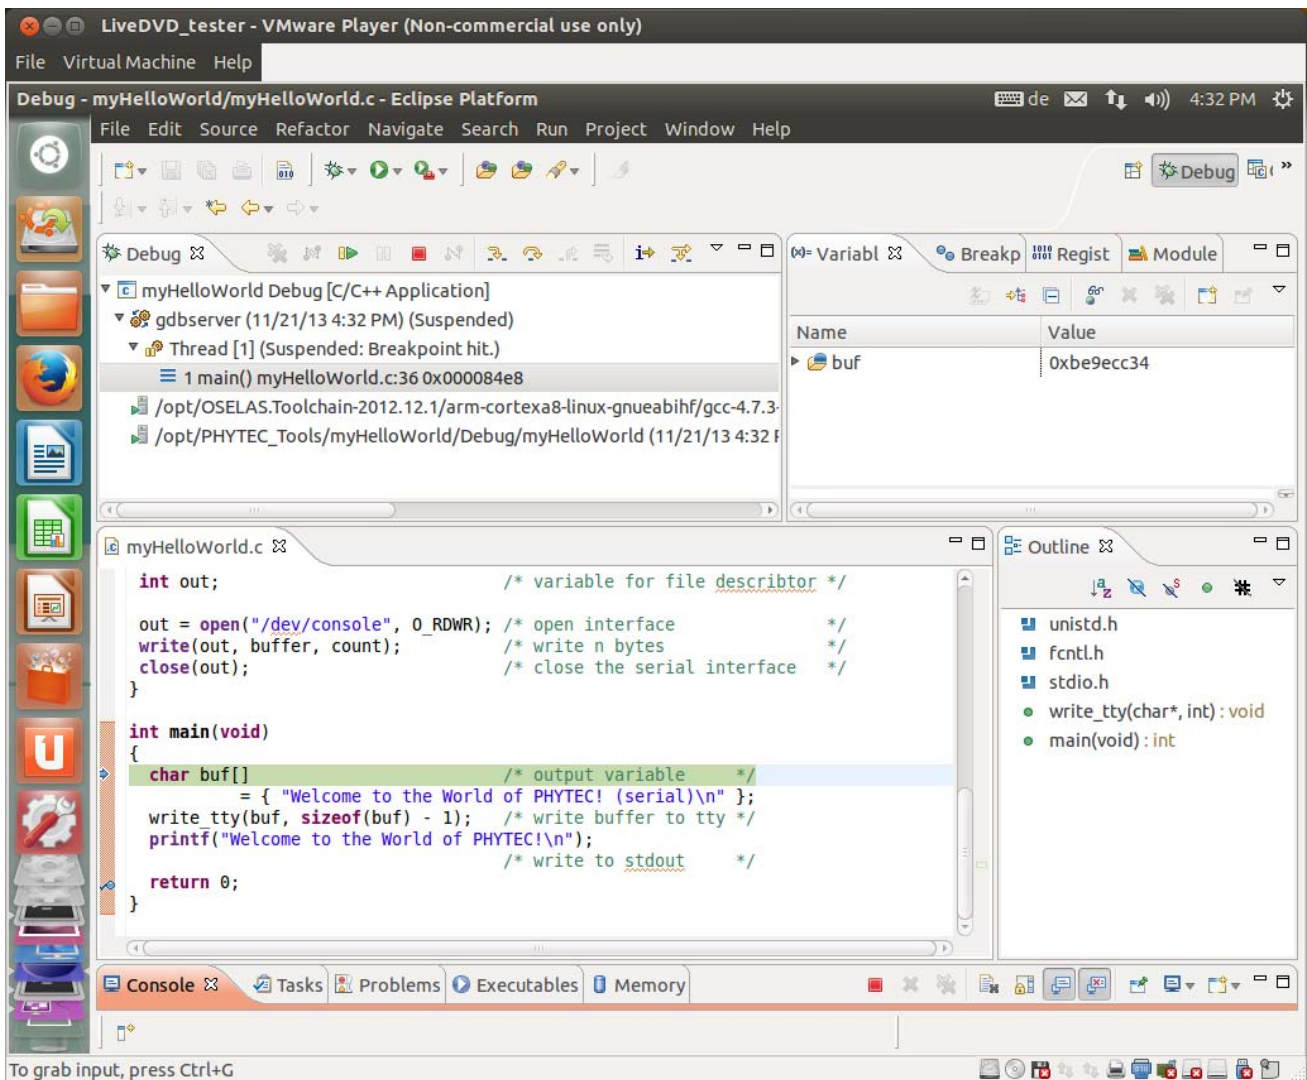 LiveDVD_tester - VMware Player (Non-commercial use only)
File Virtual Machine Help
Debug - myHelloWorld/myHelloWorld.c - Eclipse Platform
de 4:32 PM
File Edit Source Refactor Navigate Search Run Project Window Help
Debug
Debug
myHelloWorld Debug [C/C++ Application]
gdbserver (11/21/13 4:32 PM) (Suspended)
Thread [1] (Suspended: Breakpoint hit.)
1 main() myHelloWorld.c:36 0x000084e8
/opt/OSELAS.Toolchain-2012.12.1/arm-cortexa8-linux-gnueabihf/gcc-4.7.3-
/opt/PHYTEC_Tools/myHelloWorld/Debug/myHelloWorld (11/21/13 4:32
(x)= Variabl Breakp Regist Module
Name Value
buf 0xbe9ecc34
myHelloWorld.c
int out; /* variable for file describtor */
out = open("/dev/console", O_RDWR); /* open interface */
write(out, buffer, count); /* write n bytes */
close(out); /* close the serial interface */
}
int main(void)
{
char buf[] /* output variable */
= { "Welcome to the World of PHYTEC! (serial)\n" };
write_tty(buf, sizeof(buf) - 1); /* write buffer to tty */
printf("Welcome to the World of PHYTEC!\n");
/* write to stdout */
return 0;
}
Outline
unistd.h
fcntl.h
stdio.h
write_tty(char*, int) : void
main(void) : int
Console Tasks Problems Executables Memory
To grab input, press Ctrl+G